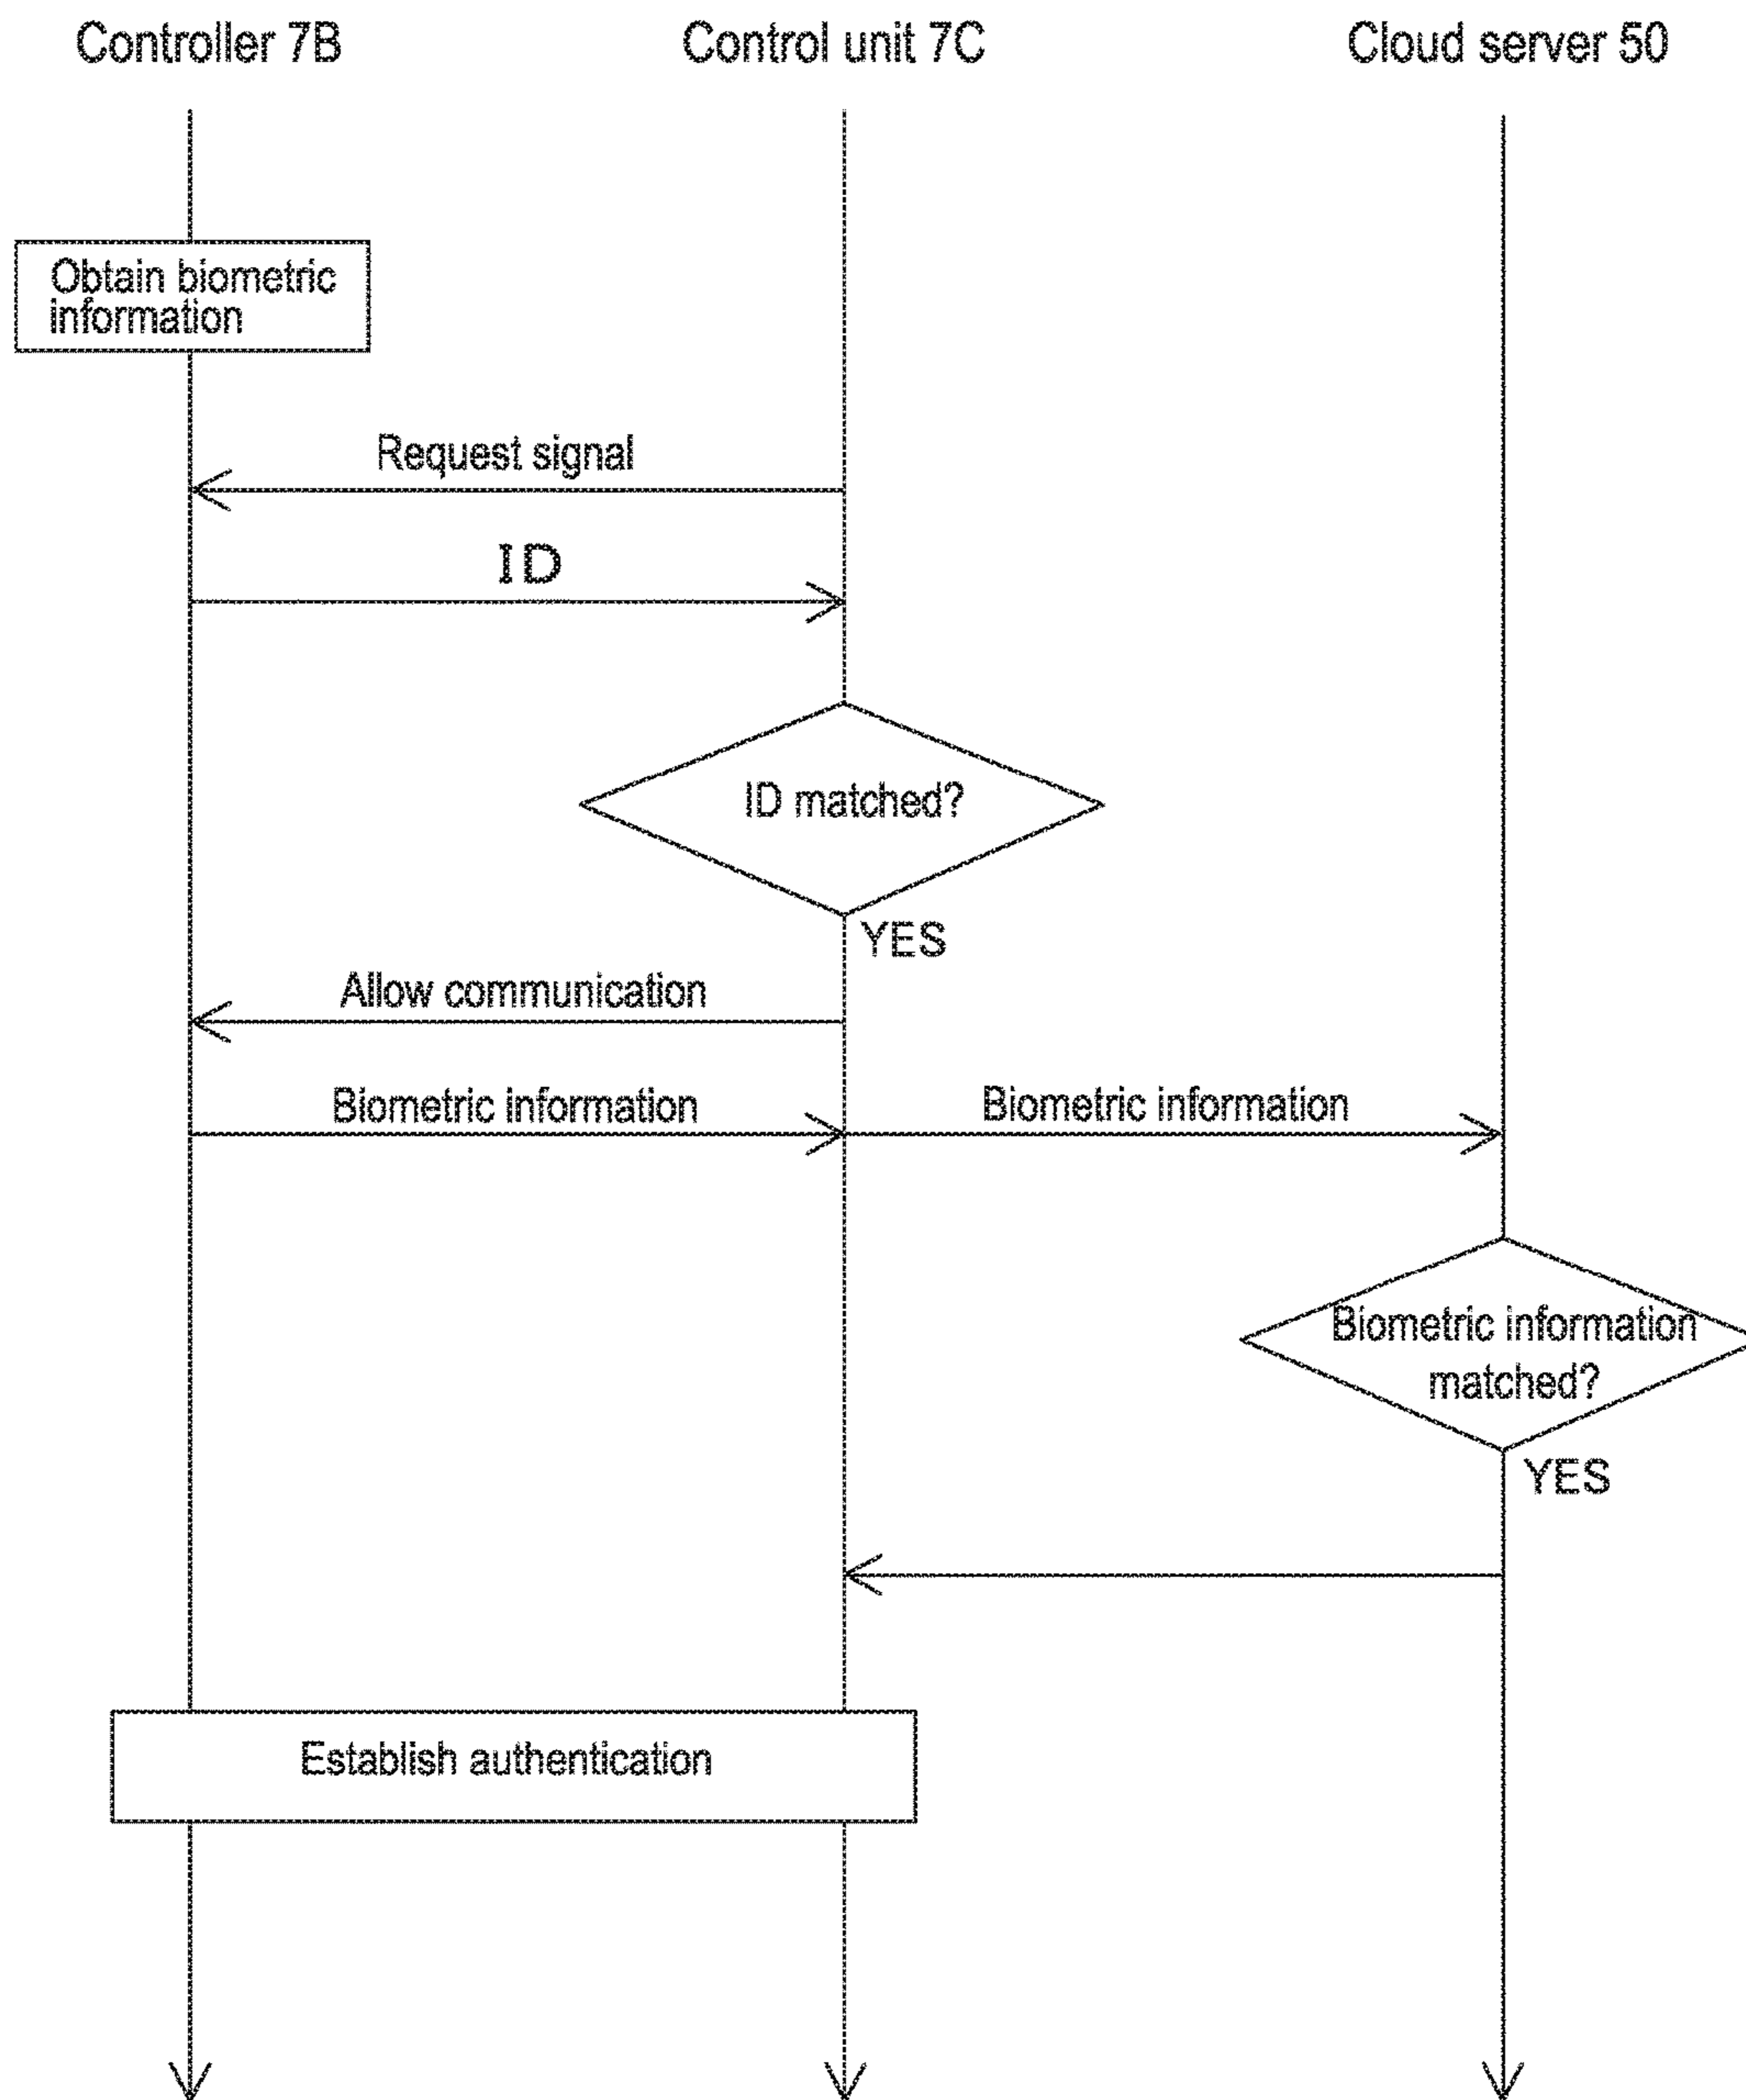 Controller 7B
Control unit 7C
Cloud server 50
Obtain biometric
information
Request signal
ID
ID matched?
YES
Allow communication
Biometric information
Biometric information
Biometric information
matched?
YES
Establish authentication